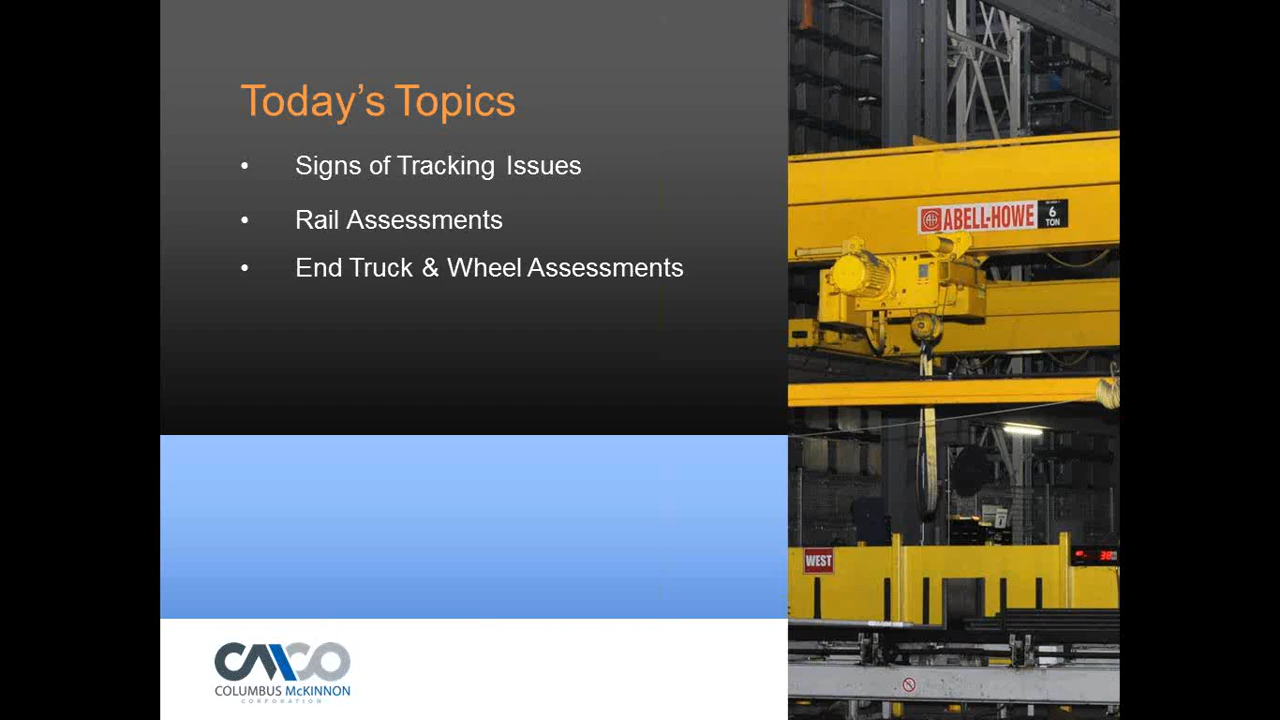 Today's Topics
• Signs of Tracking Issues
• Rail Assessments
• End Truck & Wheel Assessments
ABELL-HOWE
6
TON
WEST
CMCO
COLUMBUS McKINNON
CORPORATION